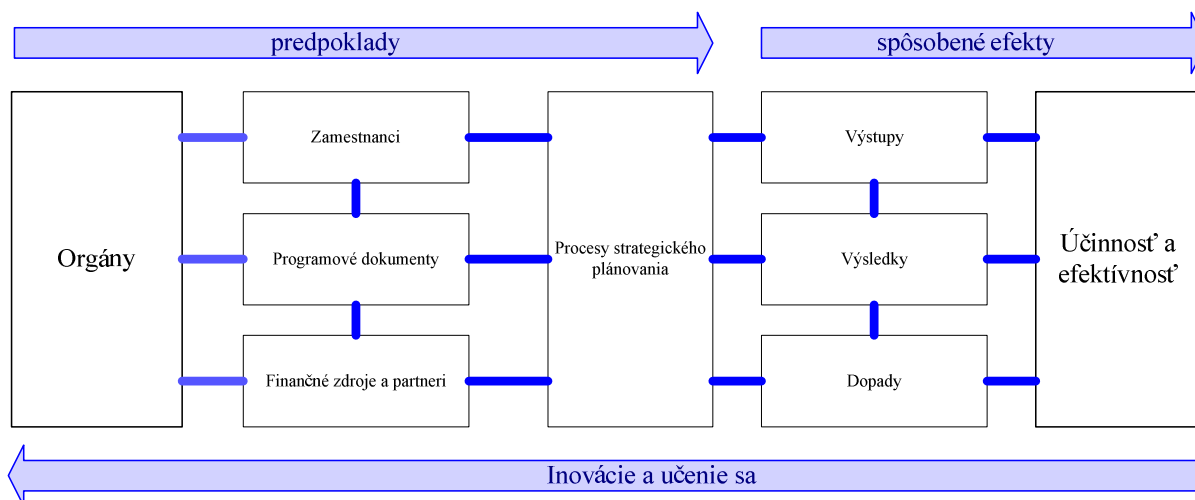 predpoklady
spôsobené efekty
Orgány
Zamestnanci
Programové dokumenty
Finančné zdroje a partneri
Procesy strategického
plánovania
Výstupy
Výsledky
Dopady
Účinnosť a
efektívnosť
Inovácie a učenie sa